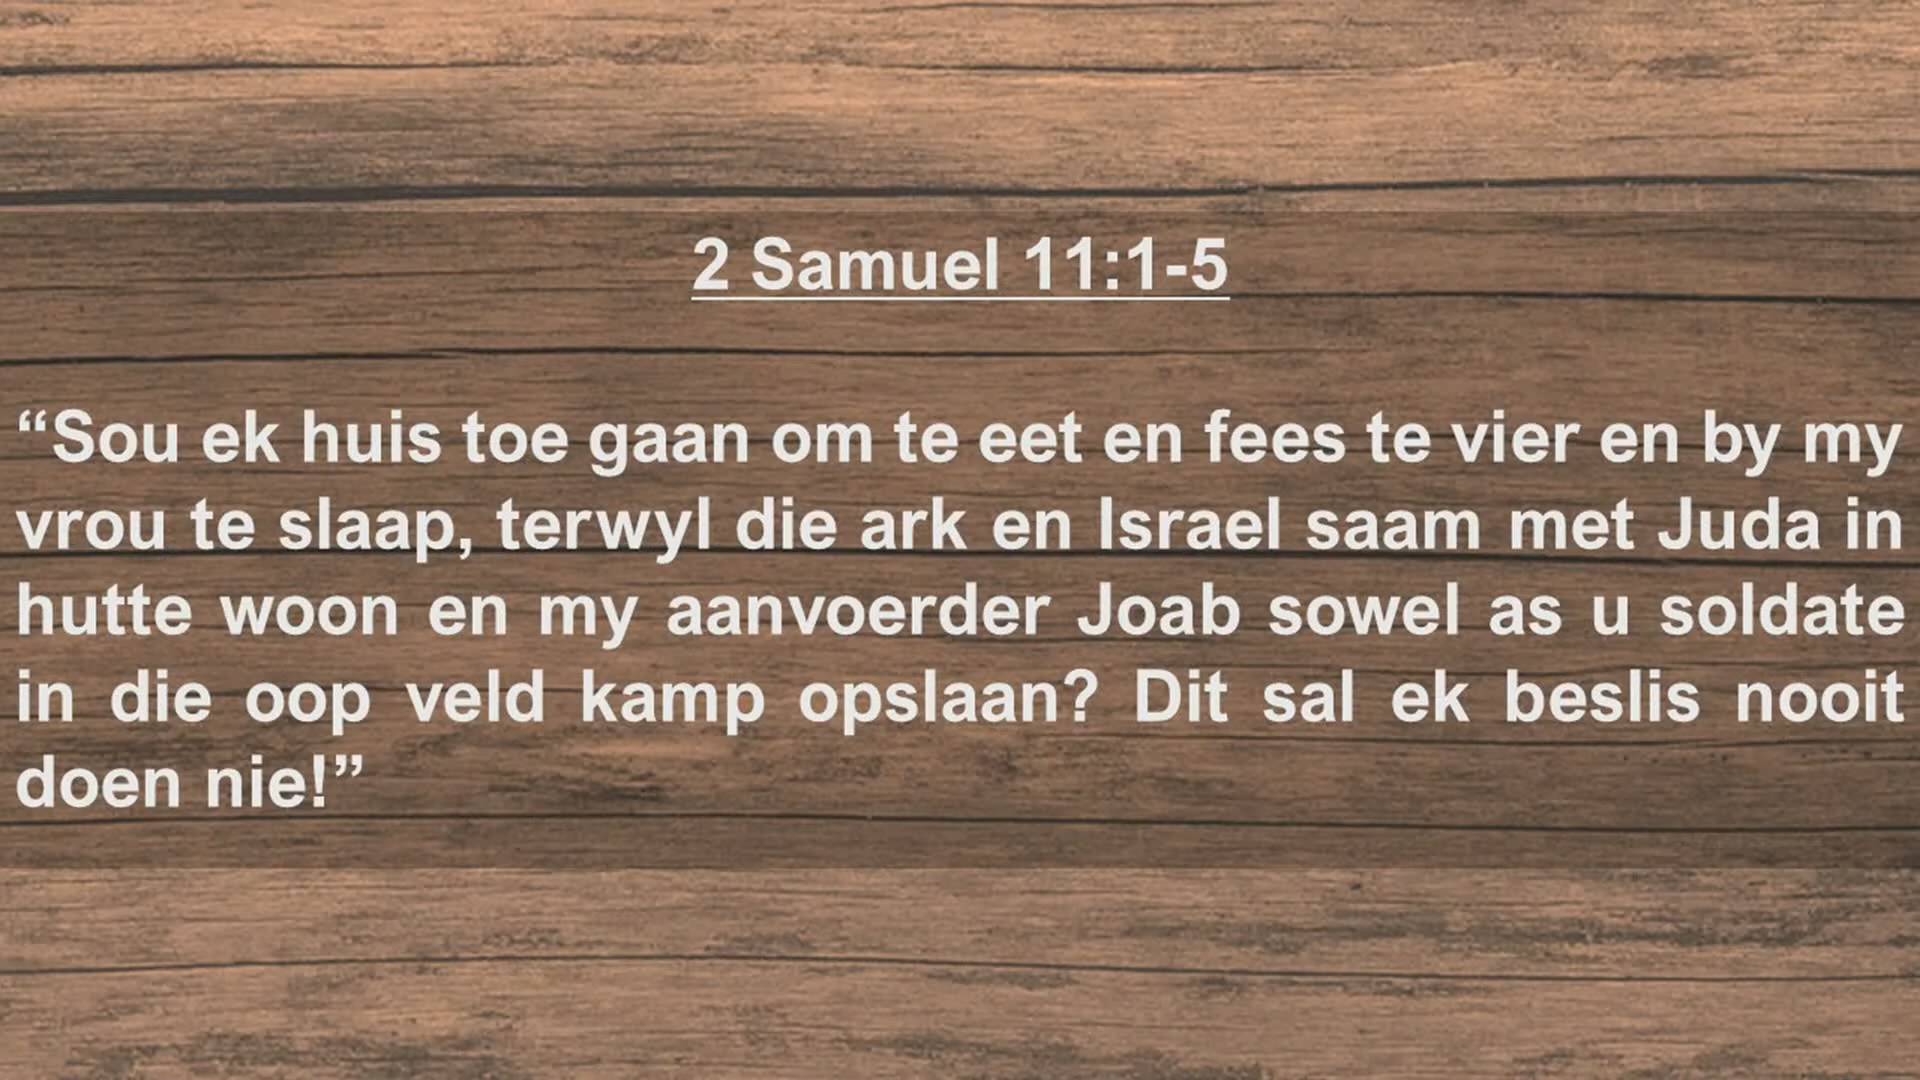 2 Samuel 11:1-5
“Sou ek huis toe gaan om te eet en fees te vier en by my
vrou te slaap, terwyl die ark en Israel saam met Juda in
hutte woon en my aanvoerder Joab sowel as u soldate
in die oop veld kamp opslaan? Dit sal ek beslis nooit
doen nie!”